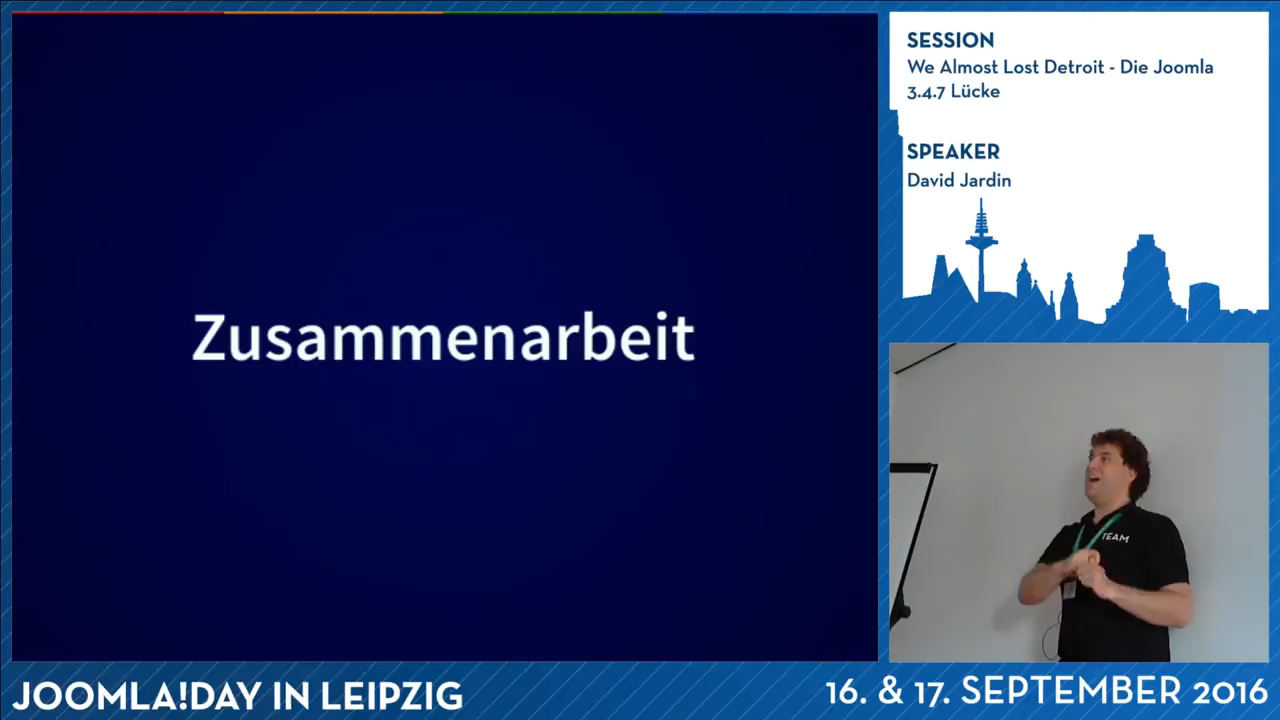 Zusammenarbeit
SESSION
We Almost Lost Detroit - Die Joomla
3.4.7 Lücke
SPEAKER
David Jardin
TEAM
JOOMLA!DAY IN LEIPZIG
16. & 17. SEPTEMBER 2016